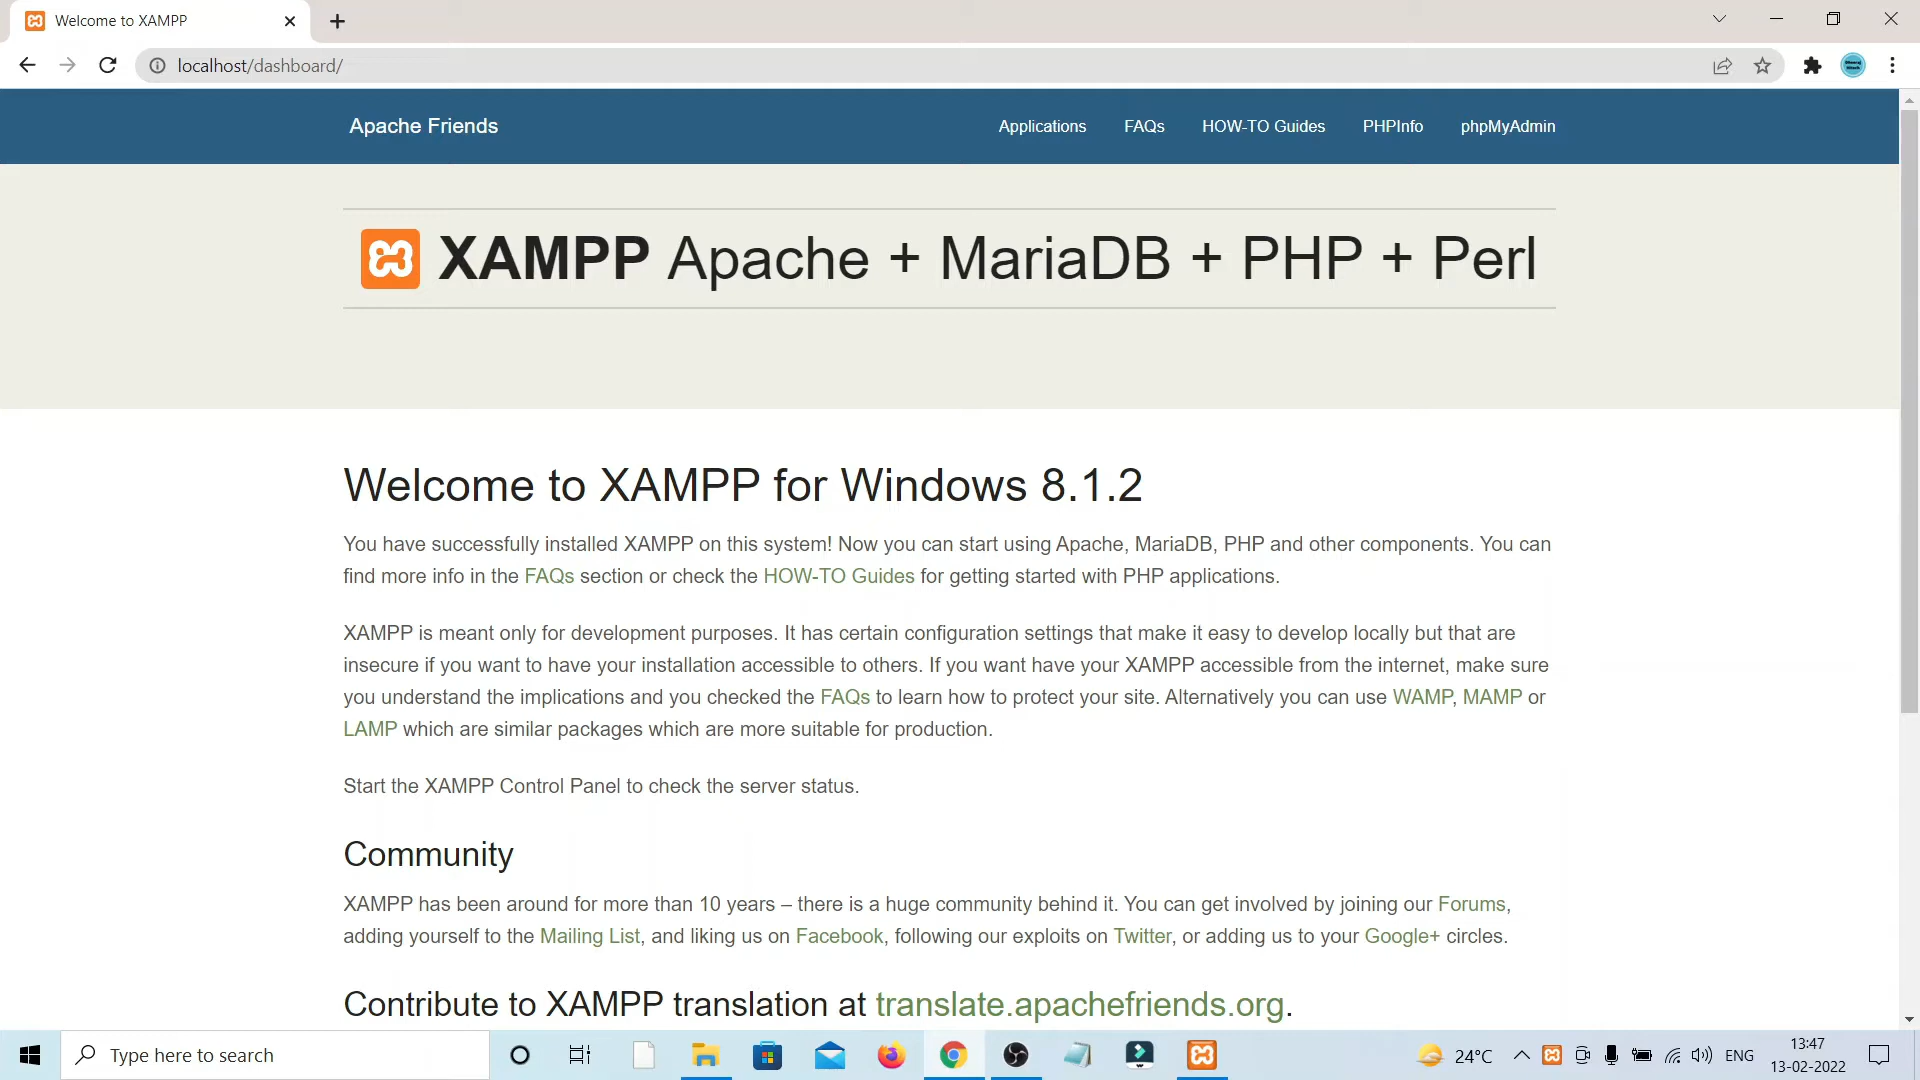 Welcome to XAMPP
localhost/dashboard/
Apache Friends
Applications
FAQs
HOW-TO Guides
PHPInfo
phpMyAdmin
XAMPP Apache + MariaDB + PHP + Perl
Welcome to XAMPP for Windows 8.1.2
You have successfully installed XAMPP on this system! Now you can start using Apache, MariaDB, PHP and other components. You can
find more info in the FAQs section or check the HOW-TO Guides for getting started with PHP applications.
XAMPP is meant only for development purposes. It has certain configuration settings that make it easy to develop locally but that are
insecure if you want to have your installation accessible to others. If you want have your XAMPP accessible from the internet, make sure
you understand the implications and you checked the FAQs to learn how to protect your site. Alternatively you can use WAMP, MAMP or
LAMP which are similar packages which are more suitable for production.
Start the XAMPP Control Panel to check the server status.
Community
XAMPP has been around for more than 10 years – there is a huge community behind it. You can get involved by joining our Forums,
adding yourself to the Mailing List, and liking us on Facebook, following our exploits on Twitter, or adding us to your Google+ circles.
Contribute to XAMPP translation at translate.apachefriends.org.
Type here to search
24°C
ENG
13:47
13-02-2022